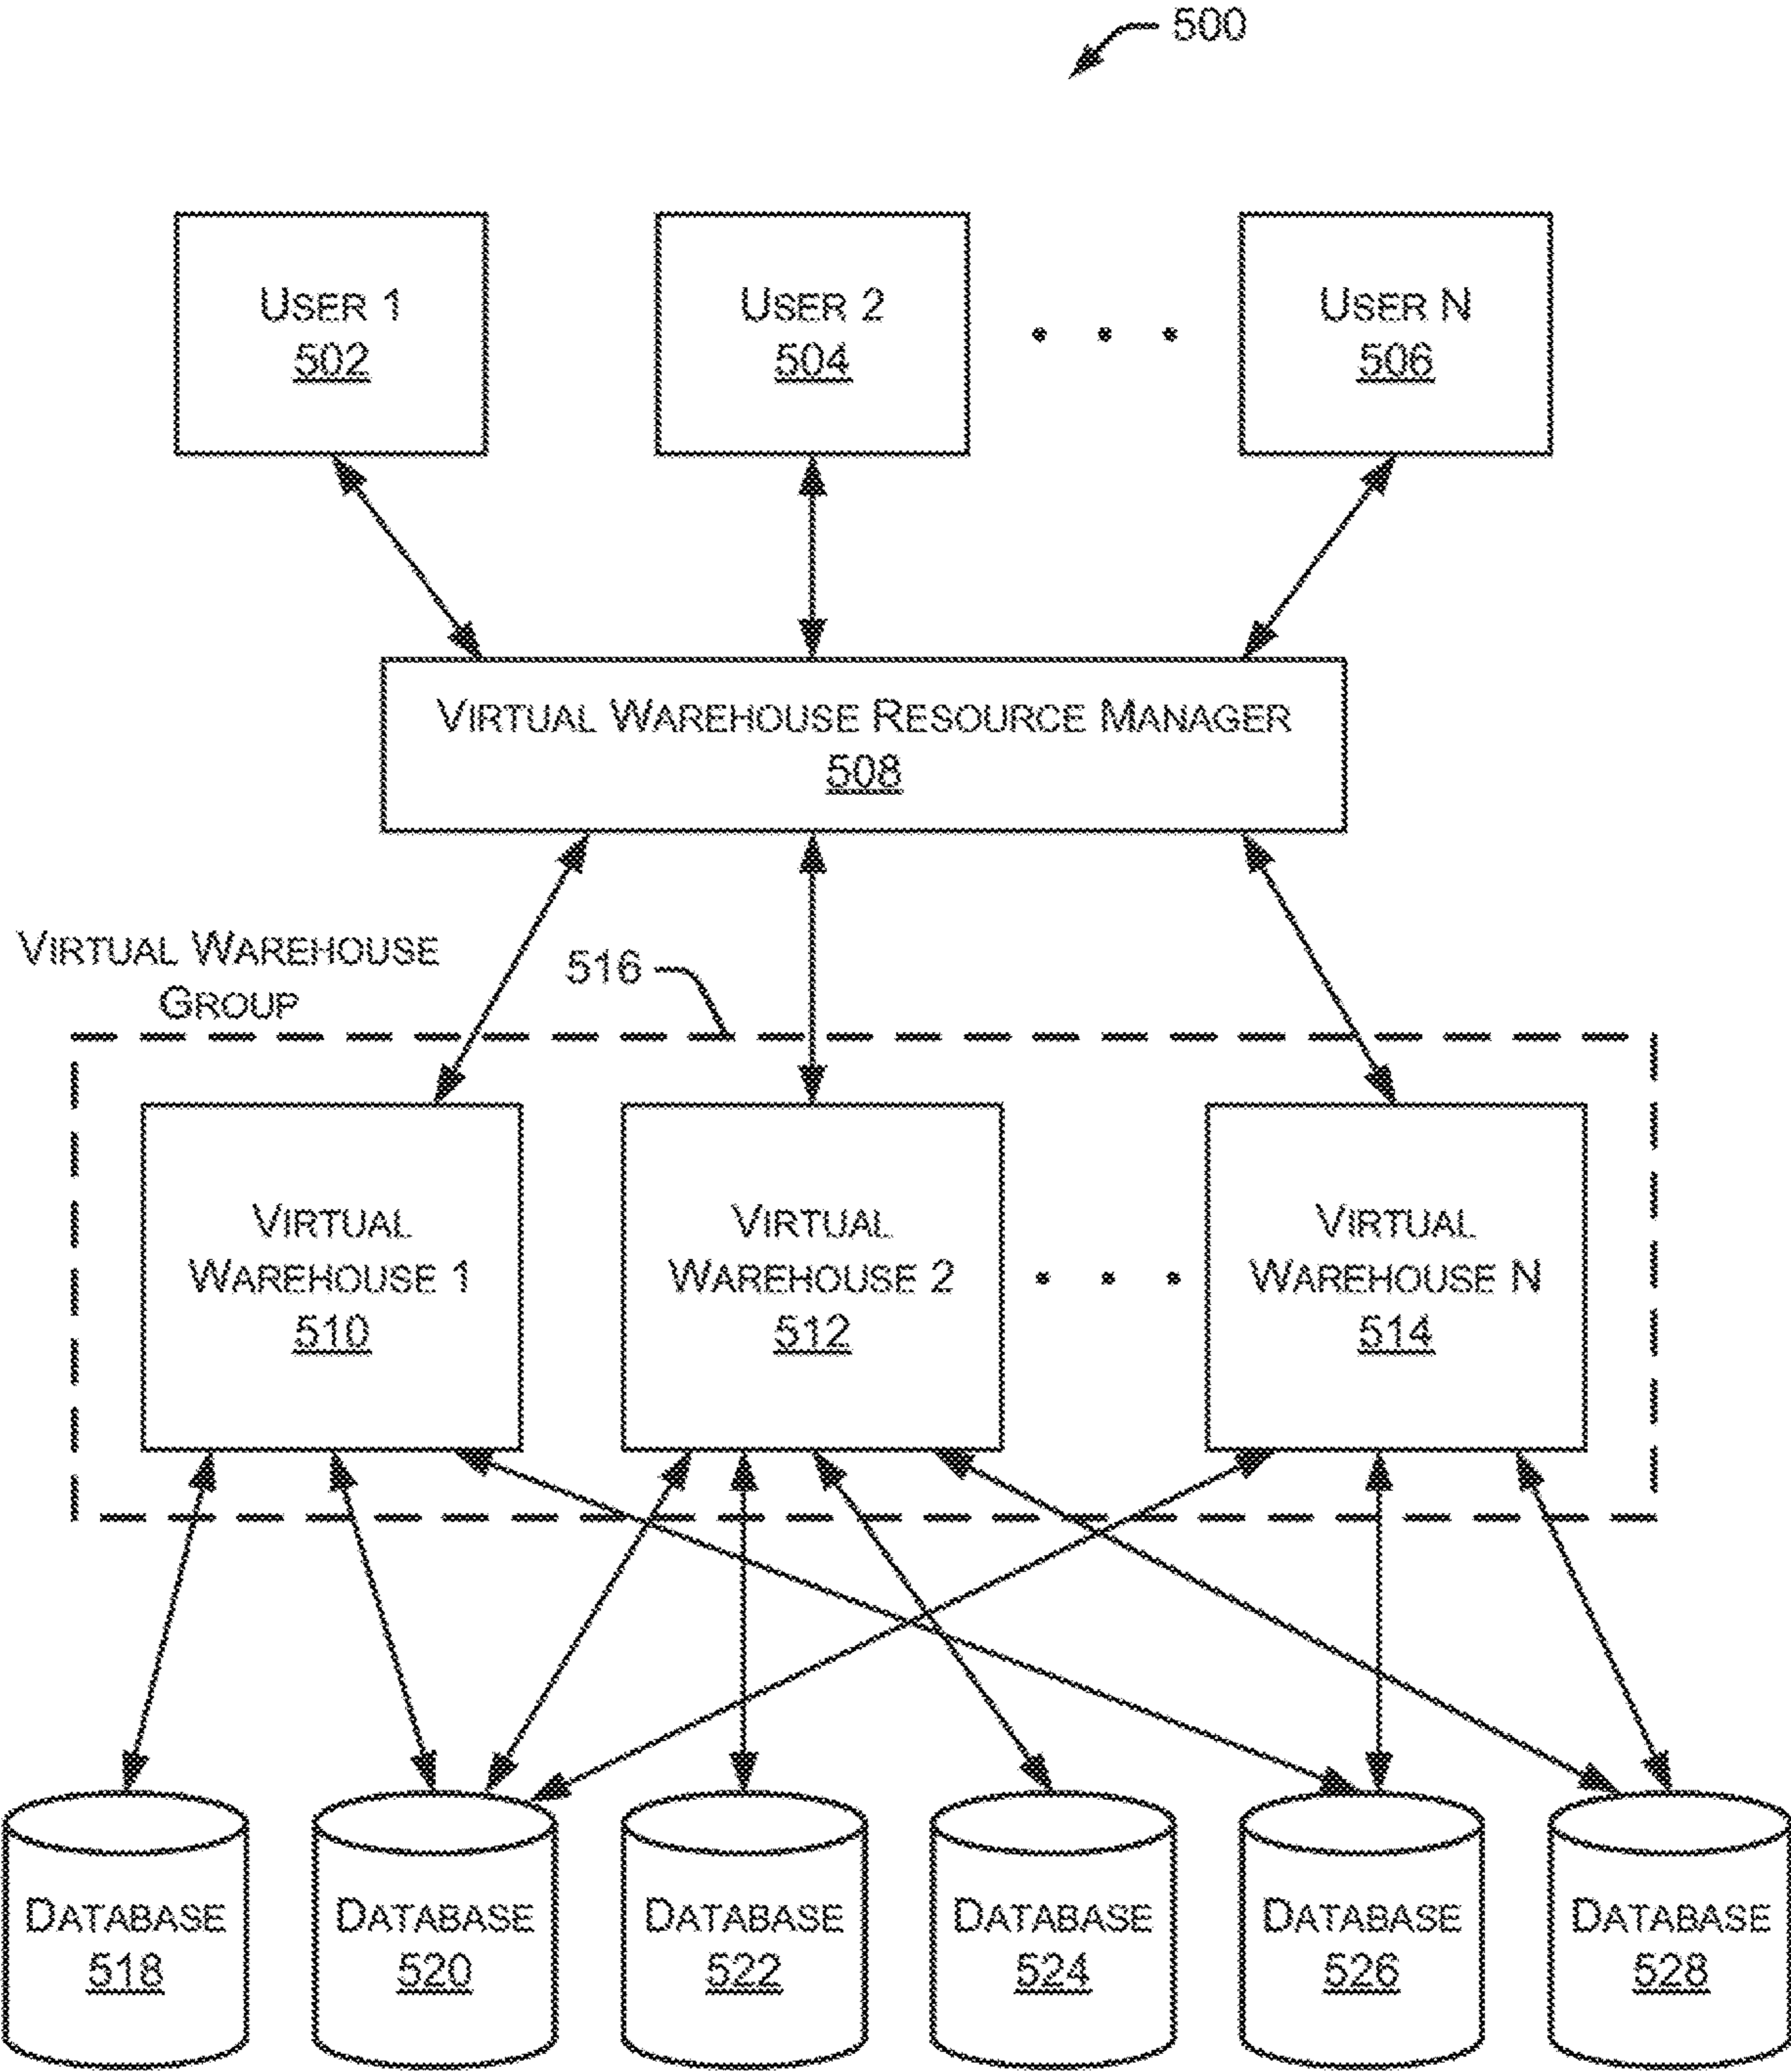 500
USER 1
502
USER 2
504
. . .
USER N
506
VIRTUAL WAREHOUSE RESOURCE MANAGER
508
VIRTUAL WAREHOUSE
GROUP
516
VIRTUAL
WAREHOUSE 1
510
VIRTUAL
WAREHOUSE 2
512
. . .
VIRTUAL
WAREHOUSE N
514
DATABASE
518
DATABASE
520
DATABASE
522
DATABASE
524
DATABASE
526
DATABASE
528